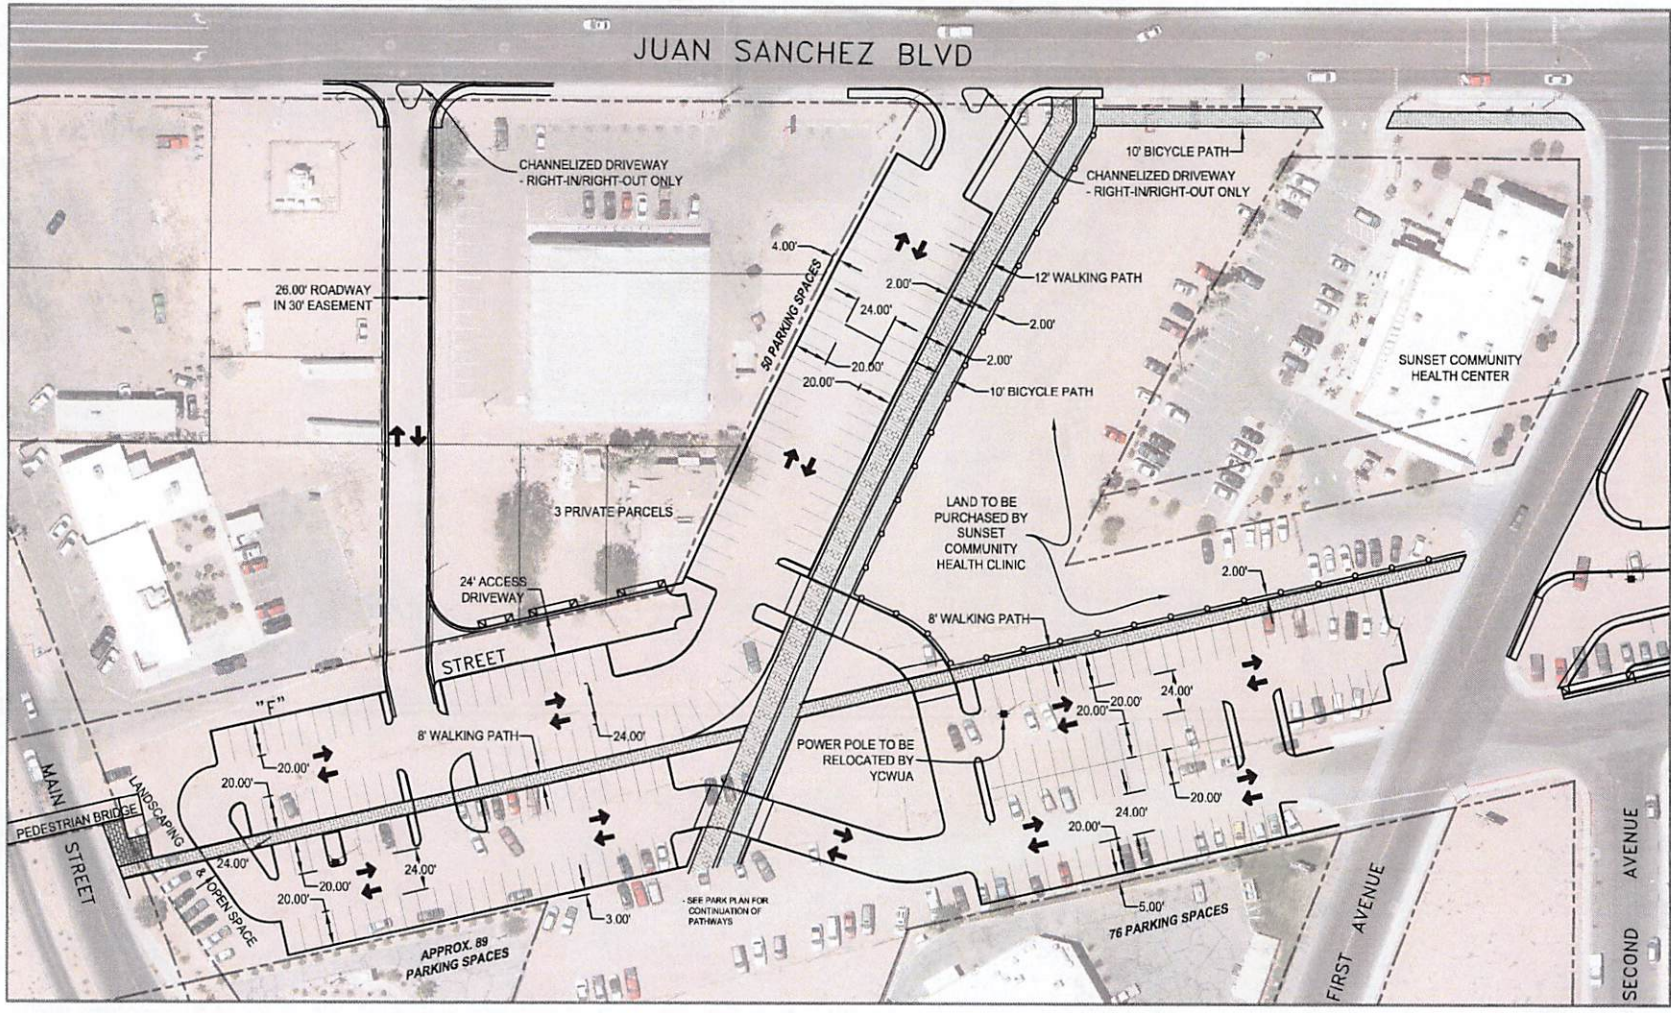 JUAN SANCHEZ BLVD
CHANNELIZED DRIVEWAY
- RIGHT-IN/RIGHT-OUT ONLY
10' BICYCLE PATH
CHANNELIZED DRIVEWAY
- RIGHT-IN/RIGHT-OUT ONLY
4.00'
50 PARKING SPACES
26.00' ROADWAY
IN 30' EASEMENT
12' WALKING PATH
2.00'
24.00'
2.00'
2.00'
20.00'
20.00'
10' BICYCLE PATH
SUNSET COMMUNITY
HEALTH CENTER
3 PRIVATE PARCELS
LAND TO BE
PURCHASED BY
SUNSET
COMMUNITY
HEALTH CLINIC
24' ACCESS
DRIVEWAY
2.00'
8' WALKING PATH
"F" STREET
24.00'
20.00'
20.00'
24.00'
8' WALKING PATH
20.00'
20.00'
POWER POLE TO BE
RELOCATED BY
YCWUA
20.00'
24.00'
20.00'
MAIN STREET
PEDESTRIAN BRIDGE
LANDSCAPING
& OPEN SPACE
24.00'
20.00'
24.00'
20.00'
3.00'
- SEE PARK PLAN FOR
CONTINUATION OF
PATHWAYS
5.00'
76 PARKING SPACES
APPROX. 89
PARKING SPACES
FIRST AVENUE
SECOND AVENUE